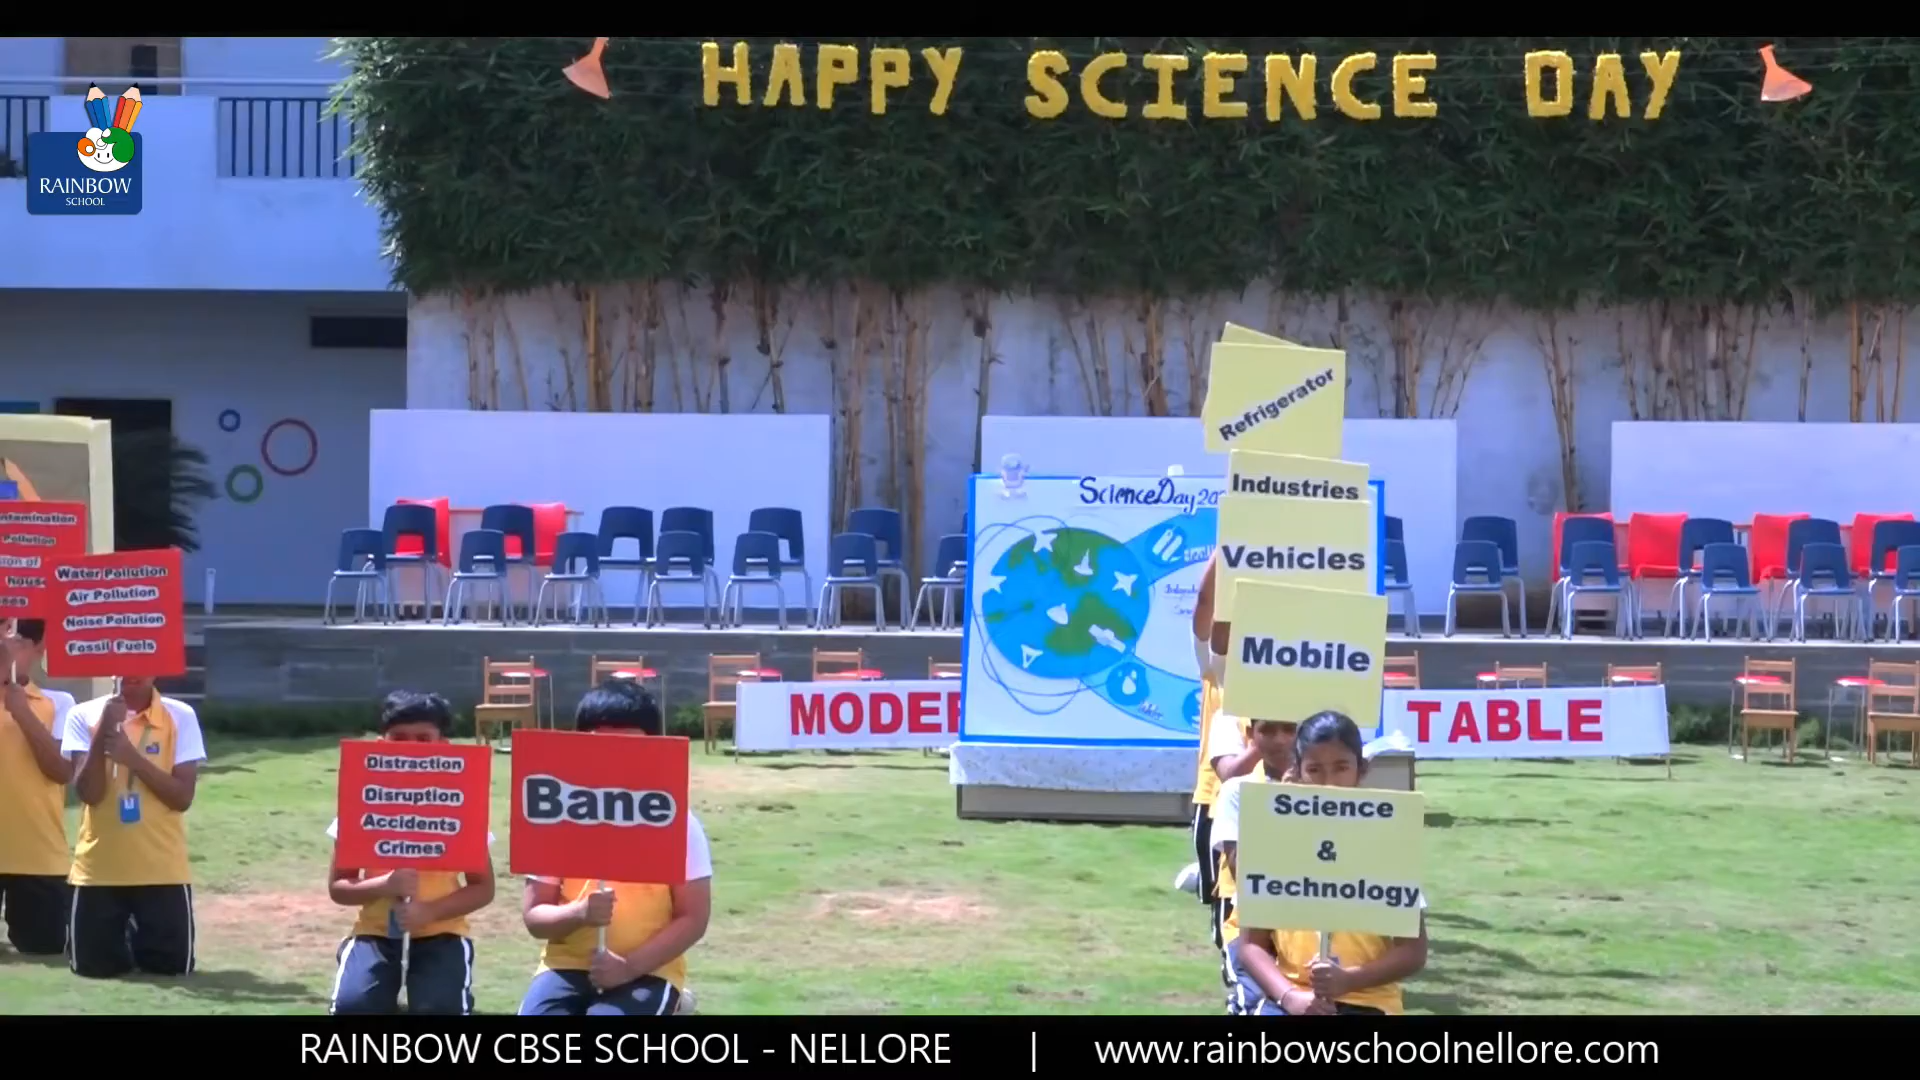 HAPPY SCIENCE DAY
RAINBOW
SCHOOL
Refrigerator
Industries
Vehicles
Mobile
Science
&
Technology
Science Day
Pollution
Water Pollution
Air Pollution
Noise Pollution
Fossil Fuels
Distraction
Disruption
Accidents
Crimes
Bane
TABLE
RAINBOW CBSE SCHOOL - NELLORE | www.rainbowschoolnellore.com